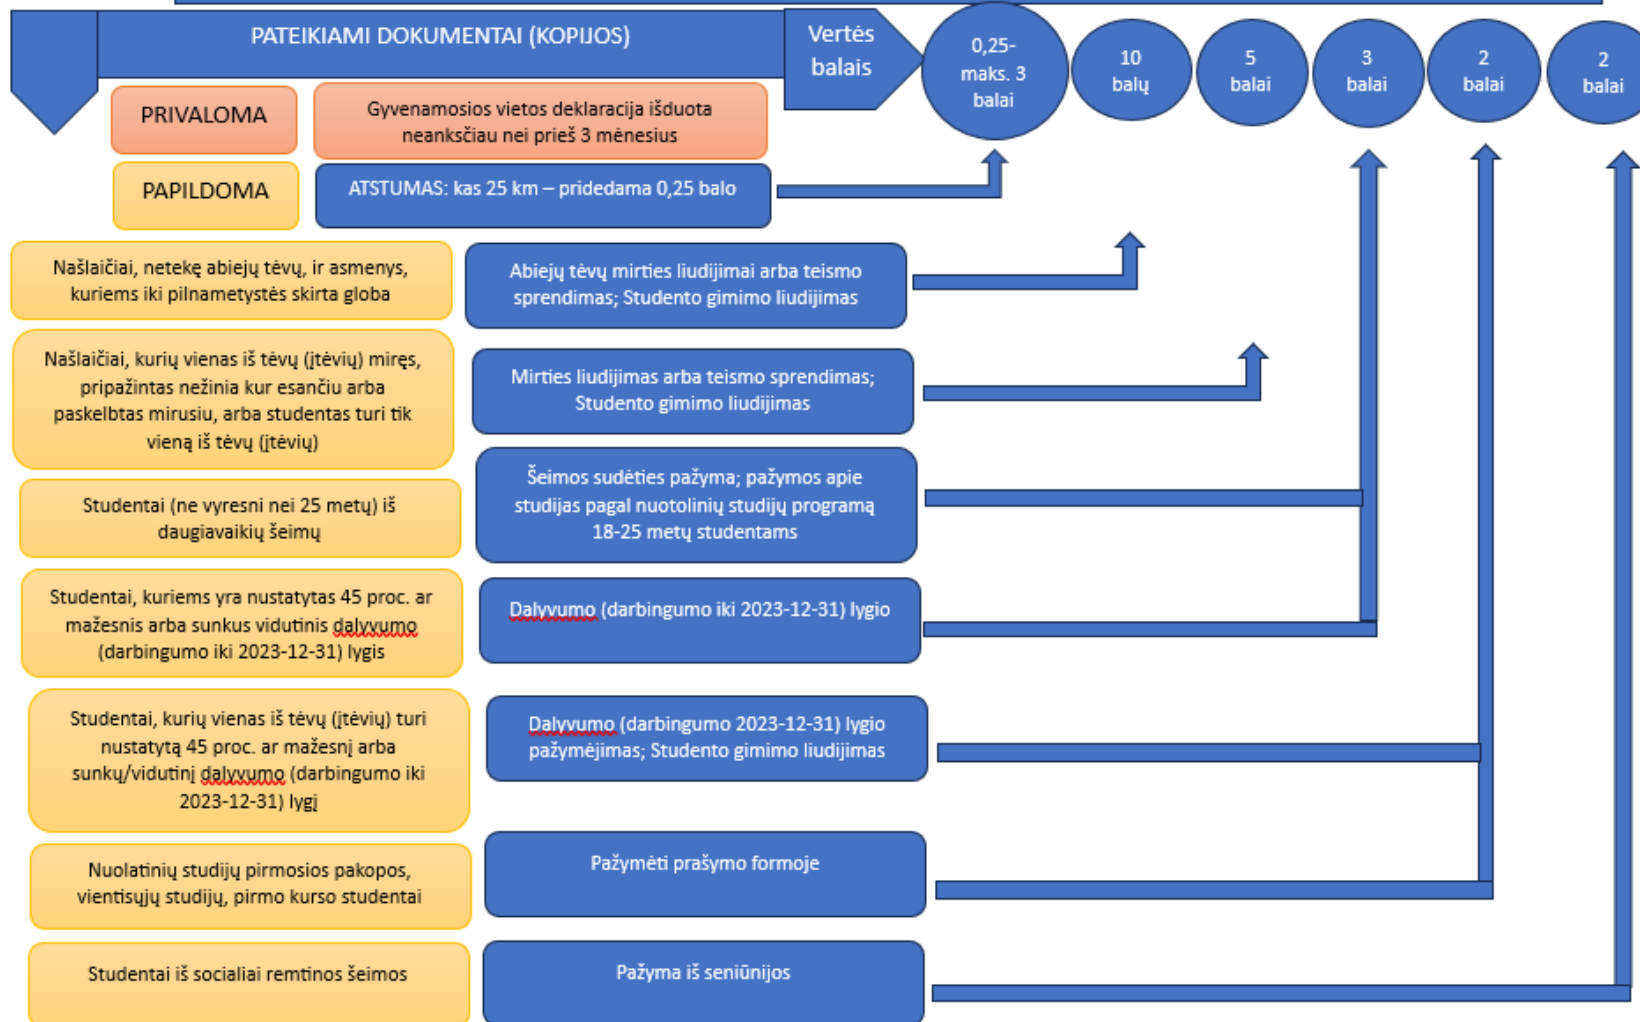 PATEIKIAMI DOKUMENTAI (KOPIJOS)
Vertės
balais
0,25-
maks. 3
balai
10
balų
5
balai
3
balai
2
balai
2
balai
PRIVALOMA
Gyvenamosios vietos deklaracija išduota
neanksčiau nei prieš 3 mėnesius
PAPILDOMA
ATSTUMAS: kas 25 km – pridedama 0,25 balo
Našlaičiai, netekę abiejų tėvų, ir asmenys,
kuriems iki pilnametystės skirta globa
Abiejų tėvų mirties liudijimai arba teismo
sprendimas; Studento gimimo liudijimas
Našlaičiai, kurių vienas iš tėvų (įtėvių) miręs,
pripažintas nežinia kur esančiu arba
paskelbtas mirusiu, arba studentas turi tik
vieną iš tėvų (įtėvių)
Mirties liudijimas arba teismo sprendimas;
Studento gimimo liudijimas
Studentai (ne vyresni nei 25 metų) iš
daugiavaikių šeimų
Šeimos sudėties pažyma; pažymos apie
studijas pagal nuotolinių studijų programą
18-25 metų studentams
Studentai, kuriems yra nustatytas 45 proc. ar
mažesnis arba sunkus vidutinis dalyvumo
(darbingumo iki 2023-12-31) lygis
Dalyvumo (darbingumo iki 2023-12-31) lygio
Studentai, kurių vienas iš tėvų (įtėvių) turi
nustatytą 45 proc. ar mažesnį arba
sunkų/vidutinį dalyvumo (darbingumo iki
2023-12-31) lygį
Dalyvumo (darbingumo 2023-12-31) lygio
pažymėjimas; Studento gimimo liudijimas
Nuolatinių studijų pirmosios pakopos,
vientisųjų studijų, pirmo kurso studentai
Pažymėti prašymo formoje
Studentai iš socialiai remtinos šeimos
Pažyma iš seniūnijos